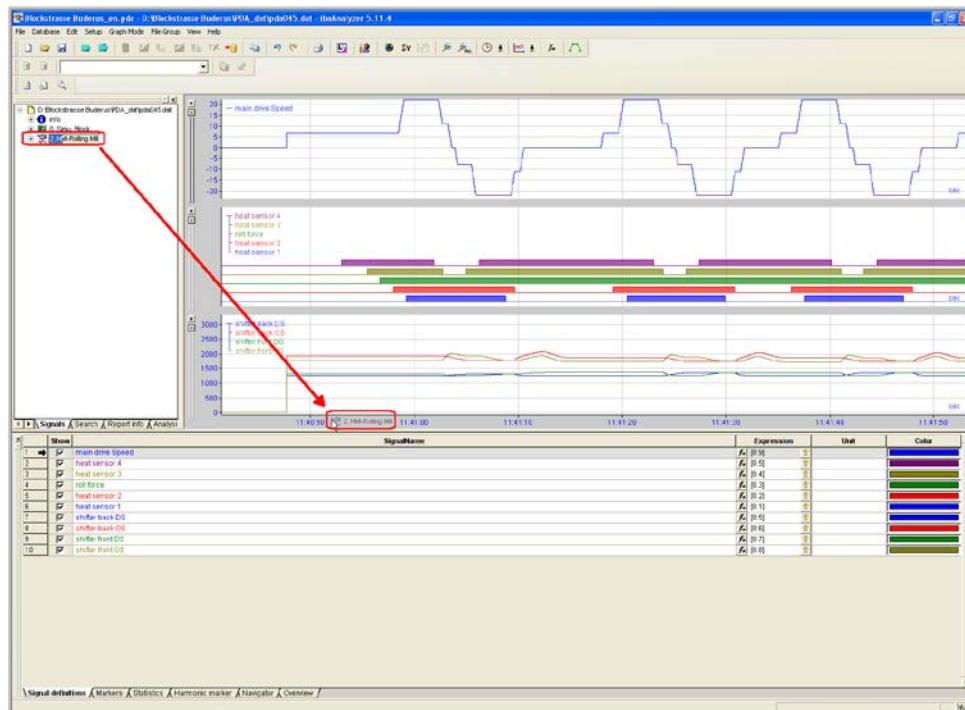 Blockstrasse Buderus_en.pdo - D:\Blockstrasse Buderus\PDA_dat\pda045.dat - ibaAnalyzer 5.11.4
File Database Edit Setup Graph Mode File Group View Help
D:\Blockstrasse Buderus\PDA_dat\pda045.dat
info
0. Simu_Block
2. HMI-Rolling Mill
Signals Search Report info Analysi
main drive Speed
20
15
10
5
0
-5
-10
-15
-20
sec
heat sensor 4
heat sensor 3
roll force
heat sensor 2
heat sensor 1
sec
shifter back DS
shifter back OS
shifter front DS
shifter front OS
3000
2500
2000
1500
1000
500
0
sec
11:40:50 2. HMI-Rolling Mill 11:41:00 11:41:10 11:41:20 11:41:30 11:41:40 11:41:50
Show SignalName Expression Unit Color
1 main drive Speed [0:9]
2 heat sensor 4 [0.5]
3 heat sensor 3 [0.4]
4 roll force [0.3]
5 heat sensor 2 [0.2]
6 heat sensor 1 [0.1]
7 shifter back DS [0:5]
8 shifter back OS [0:6]
9 shifter front DS [0:7]
10 shifter front OS [0:8]
Signal definitions Markers Statistics Harmonic marker Navigator Overview